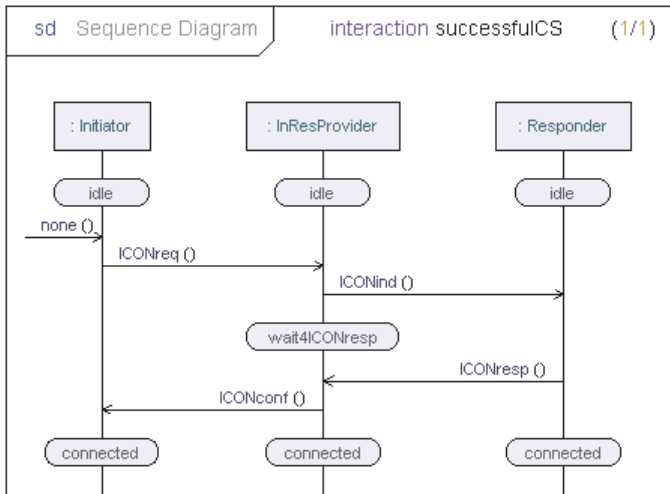 sd Sequence Diagram interaction successfulCS (1/1)
: Initiator : InResProvider : Responder
idle idle idle
none ()
ICONreq ()
ICONind ()
wait4ICONresp
ICONresp ()
ICONconf ()
connected connected connected